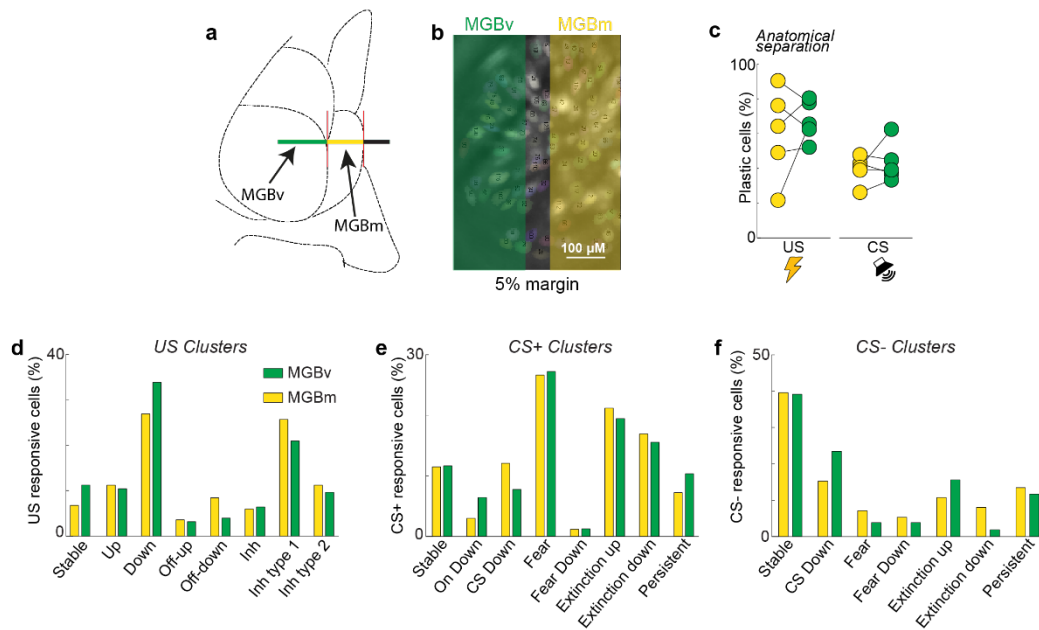 a
MGBv
MGBm
b
MGBv MGBm
100 µM
5% margin
c
Anatomical
separation
Plastic cells (%)
100
0
US CS
d
US Clusters
US responsive cells (%)
40
0
MGBv
MGBm
Stable
Up
Down
Off-up
Off-down
Inh
Inh type 1
Inh type2
e
CS+ Clusters
CS+ responsive cells (%)
30
0
Stable
On Down
CS Down
Fear
Fear Down
Extinction up
Extinction down
Persistent
f
CS- Clusters
CS- responsive cells (%)
50
0
Stable
CS Down
Fear
Fear Down
Extinction up
Extinction down
Persistent